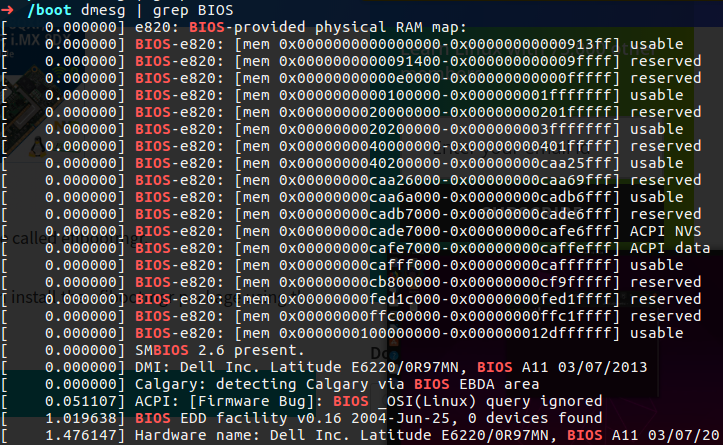 ➜ /boot dmesg | grep BIOS
[    0.000000] e820: BIOS-provided physical RAM map:
[    0.000000] BIOS-e820: [mem 0x0000000000000000-0x00000000000913ff] usable
[    0.000000] BIOS-e820: [mem 0x0000000000091400-0x000000000009ffff] reserved
[    0.000000] BIOS-e820: [mem 0x00000000000e0000-0x00000000000fffff] reserved
[    0.000000] BIOS-e820: [mem 0x0000000000100000-0x000000001fffffff] usable
[    0.000000] BIOS-e820: [mem 0x0000000020000000-0x00000000201fffff] reserved
[    0.000000] BIOS-e820: [mem 0x0000000020200000-0x000000003fffffff] usable
[    0.000000] BIOS-e820: [mem 0x0000000040000000-0x00000000401fffff] reserved
[    0.000000] BIOS-e820: [mem 0x0000000040200000-0x00000000caa25fff] usable
[    0.000000] BIOS-e820: [mem 0x00000000caa26000-0x00000000caa69fff] reserved
[    0.000000] BIOS-e820: [mem 0x00000000caa6a000-0x00000000cadb6fff] usable
[    0.000000] BIOS-e820: [mem 0x00000000cadb7000-0x00000000cade6fff] reserved
[    0.000000] BIOS-e820: [mem 0x00000000cade7000-0x00000000cafe6fff] ACPI NVS
[    0.000000] BIOS-e820: [mem 0x00000000cafe7000-0x00000000caffefff] ACPI data
[    0.000000] BIOS-e820: [mem 0x00000000cafff000-0x00000000caffffff] usable
[    0.000000] BIOS-e820: [mem 0x00000000cb800000-0x00000000cf9fffff] reserved
[    0.000000] BIOS-e820: [mem 0x00000000fed1c000-0x00000000fed1ffff] reserved
[    0.000000] BIOS-e820: [mem 0x00000000ffc00000-0x00000000ffc1ffff] reserved
[    0.000000] BIOS-e820: [mem 0x0000000100000000-0x000000012dffffff] usable
[    0.000000] SMBIOS 2.6 present.
[    0.000000] DMI: Dell Inc. Latitude E6220/0R97MN, BIOS A11 03/07/2013
[    0.000000] Calgary: detecting Calgary via BIOS EBDA area
[    0.051107] ACPI: [Firmware Bug]: BIOS _OSI(Linux) query ignored
[    1.019638] BIOS EDD facility v0.16 2004-Jun-25, 0 devices found
[    1.476147] Hardware name: Dell Inc. Latitude E6220/0R97MN, BIOS A11 03/07/20